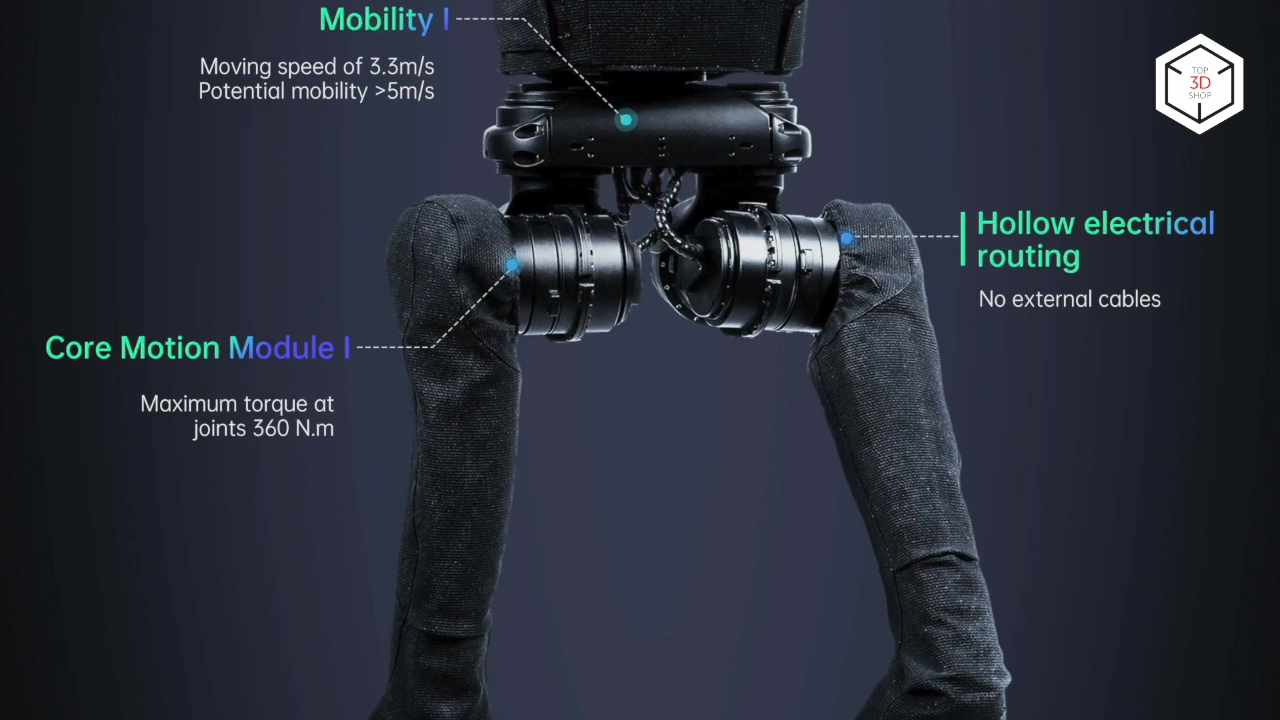 Mobility |
Moving speed of 3.3m/s
Potential mobility >5m/s
TOP
3D
SHOP
Hollow electrical
routing
No external cables
Core Motion Module |
Maximum torque at
joints 360 N.m